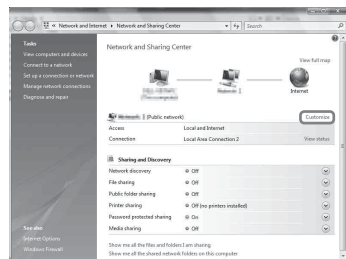 « Network and Internet ▸ Network and Sharing Center
Search
Tasks
View computers and devices
Connect to a network
Set up a connection or network
Manage network connections
Diagnose and repair
See also
Internet Options
Windows Firewall
Network and Sharing Center
View full map
Internet
(Public network)
Customize
Access
Local and Internet
Connection
Local Area Connection 2
View status
Sharing and Discovery
Network discovery
Off
File sharing
Off
Public folder sharing
Off
Printer sharing
Off (no printers installed)
Password protected sharing
On
Media sharing
Off
Show me all the files and folders I am sharing
Show me all the shared network folders on this computer